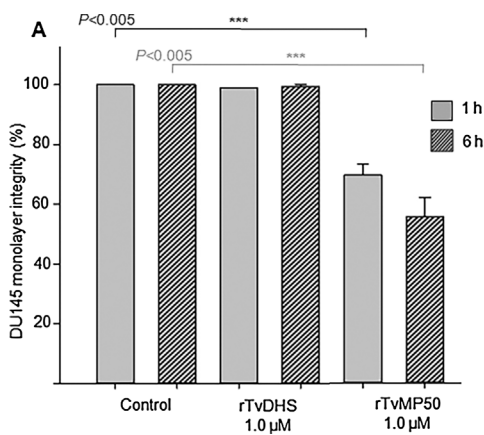 A
P<0.005
***
P<0.005
***
1 h
6 h
DU145 monolayer integrity (%)
100
80
60
40
20
Control
rTvDHS
1.0 µM
rTvMP50
1.0 µM